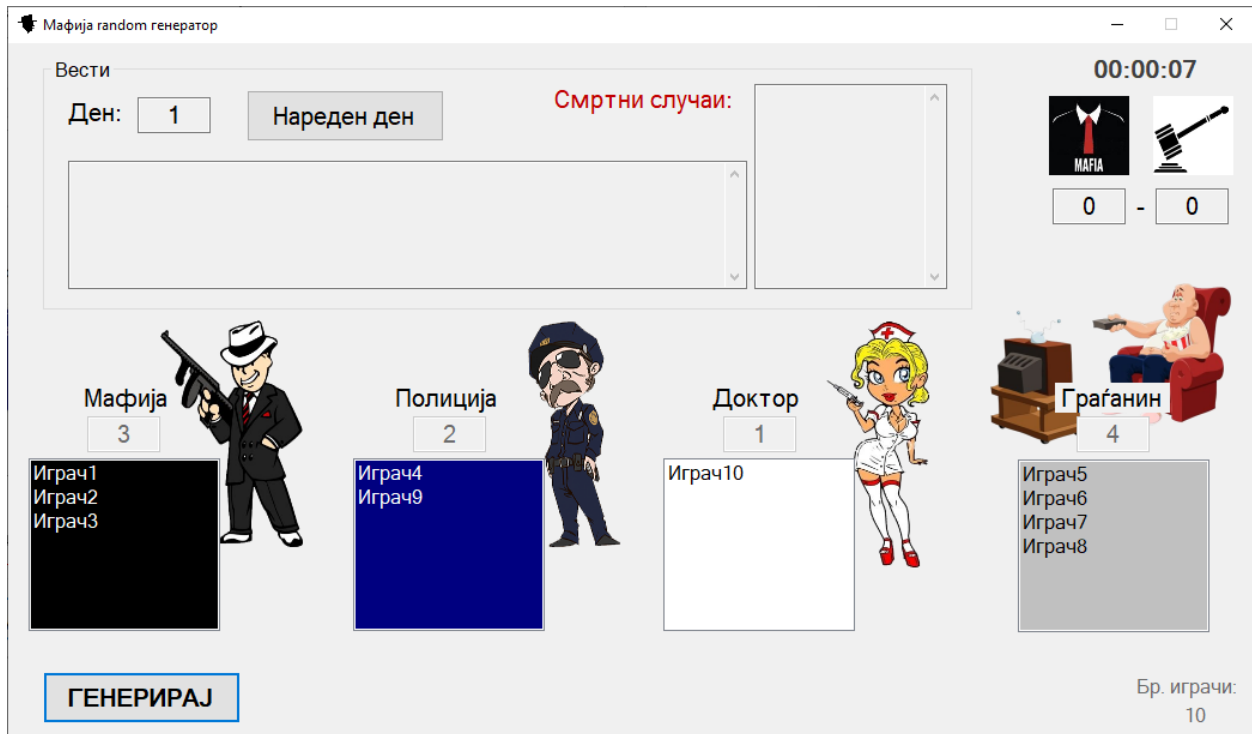 Мафија random генератор
Вести
00:00:07
Ден: 1
Нареден ден
Смртни случаи:
MAFIA
0 - 0
Мафија
3
Играч1
Играч2
Играч3
Полиција
2
Играч4
Играч9
Доктор
1
Играч10
Граѓанин
4
Играч5
Играч6
Играч7
Играч8
ГЕНЕРИРАЈ
Бр. играчи:
10